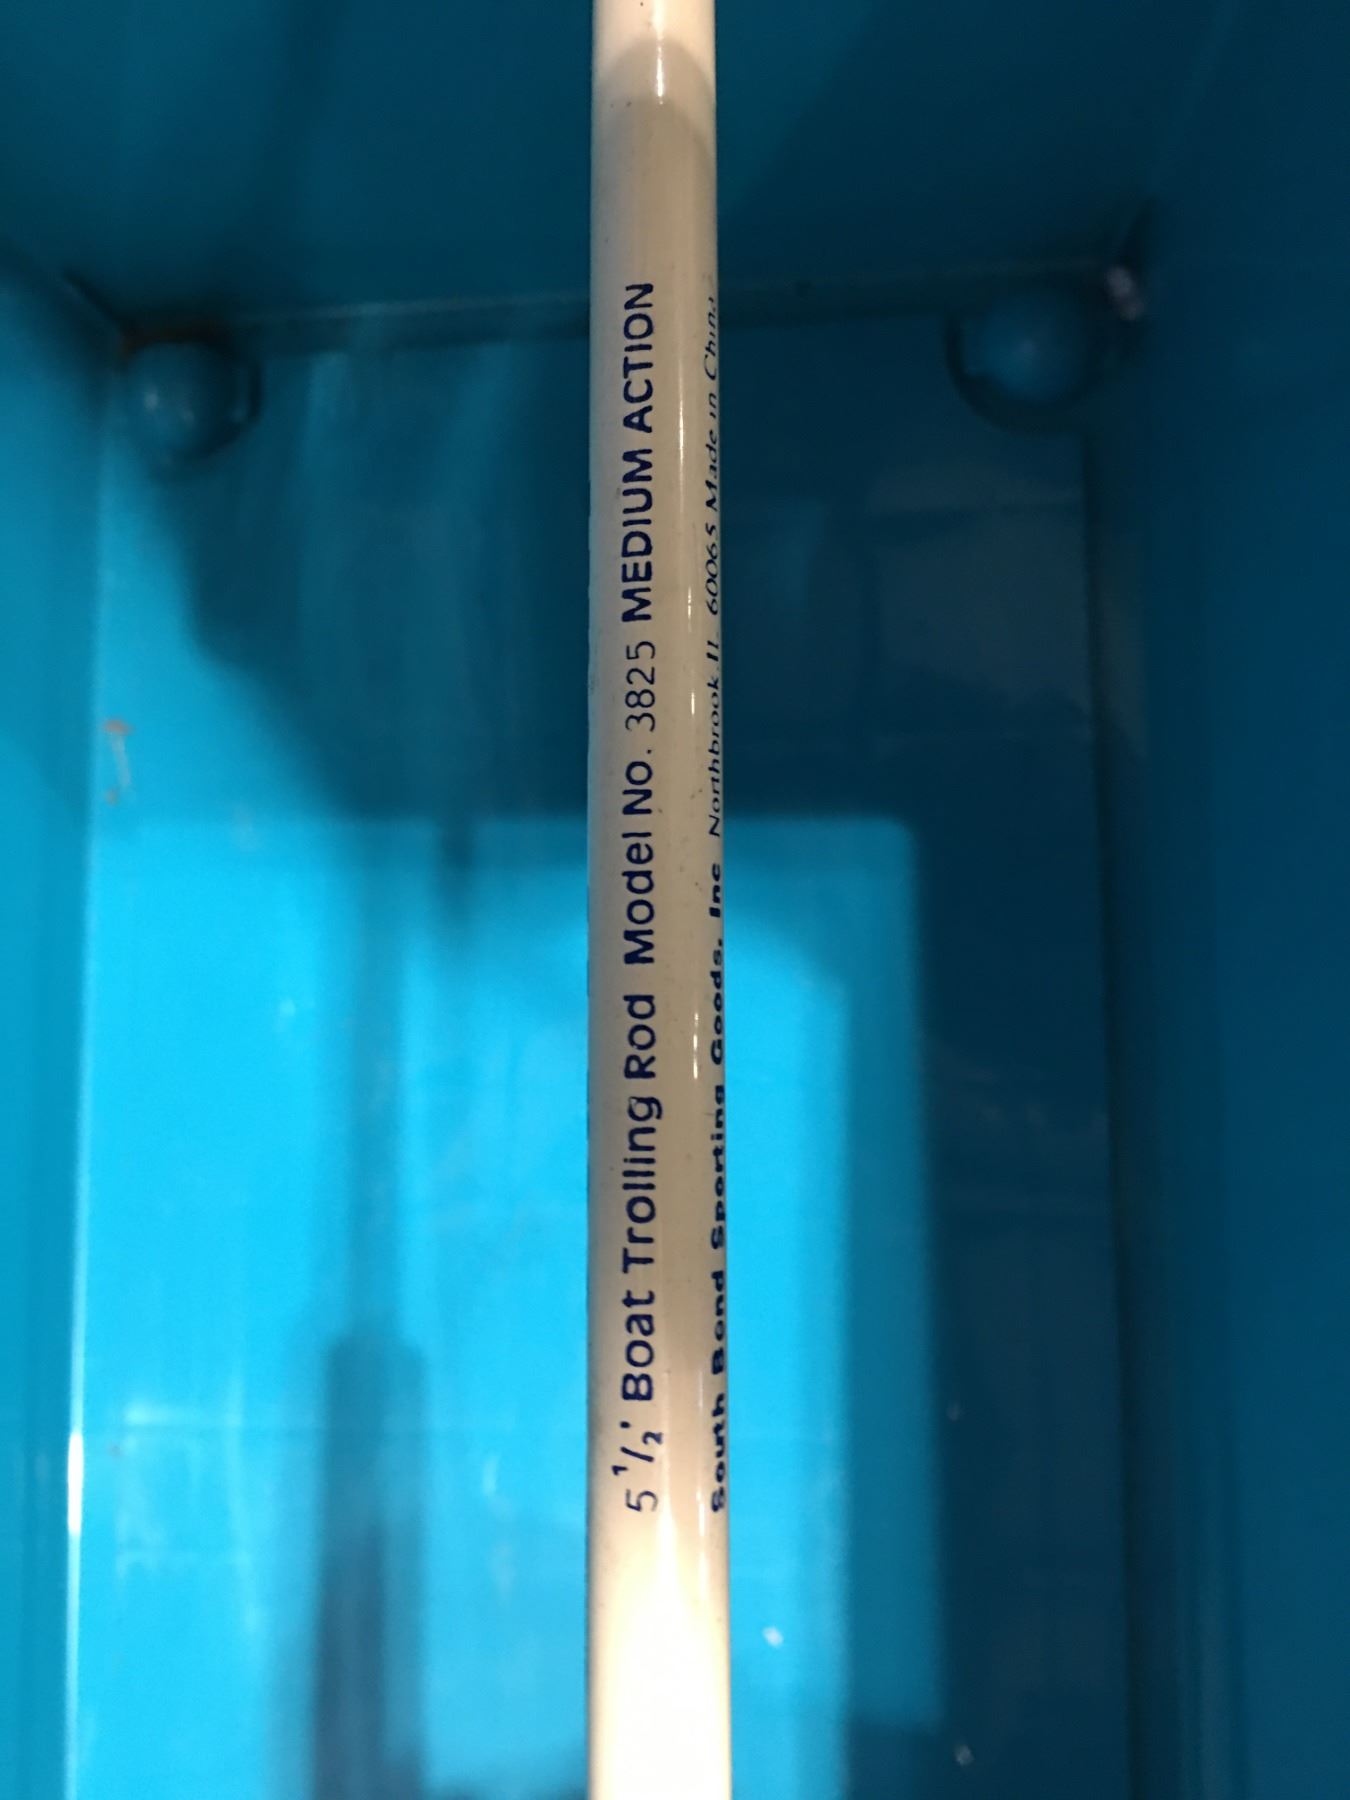 5 1/2' Boat Trolling Rod Model No. 3825 MEDIUM ACTION
South Bend Sporting Goods, Inc Northbrook IL 60065 Made in China